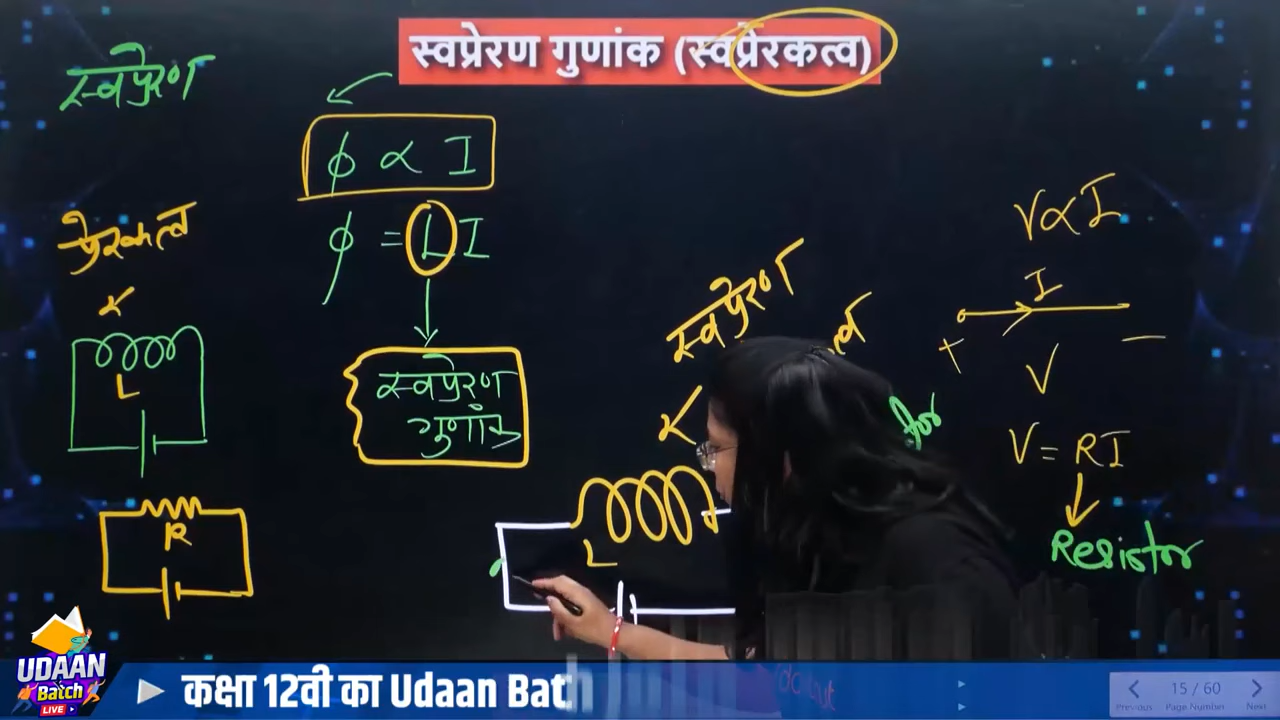 स्वप्रेरण गुणांक (स्वप्रेरकत्व)
स्वप्रेरण
ϕ ∝ I
ϕ = LI
स्वप्रेरण
गुणांक
प्रेरकत्व
L
R
स्वप्रेरण
L
V∝I
I
+ −
V
V = RI
Resistor
UDAAN
Batch
LIVE
कक्षा 12वी का Udaan Bat
15 / 60
Previous Page Number Next